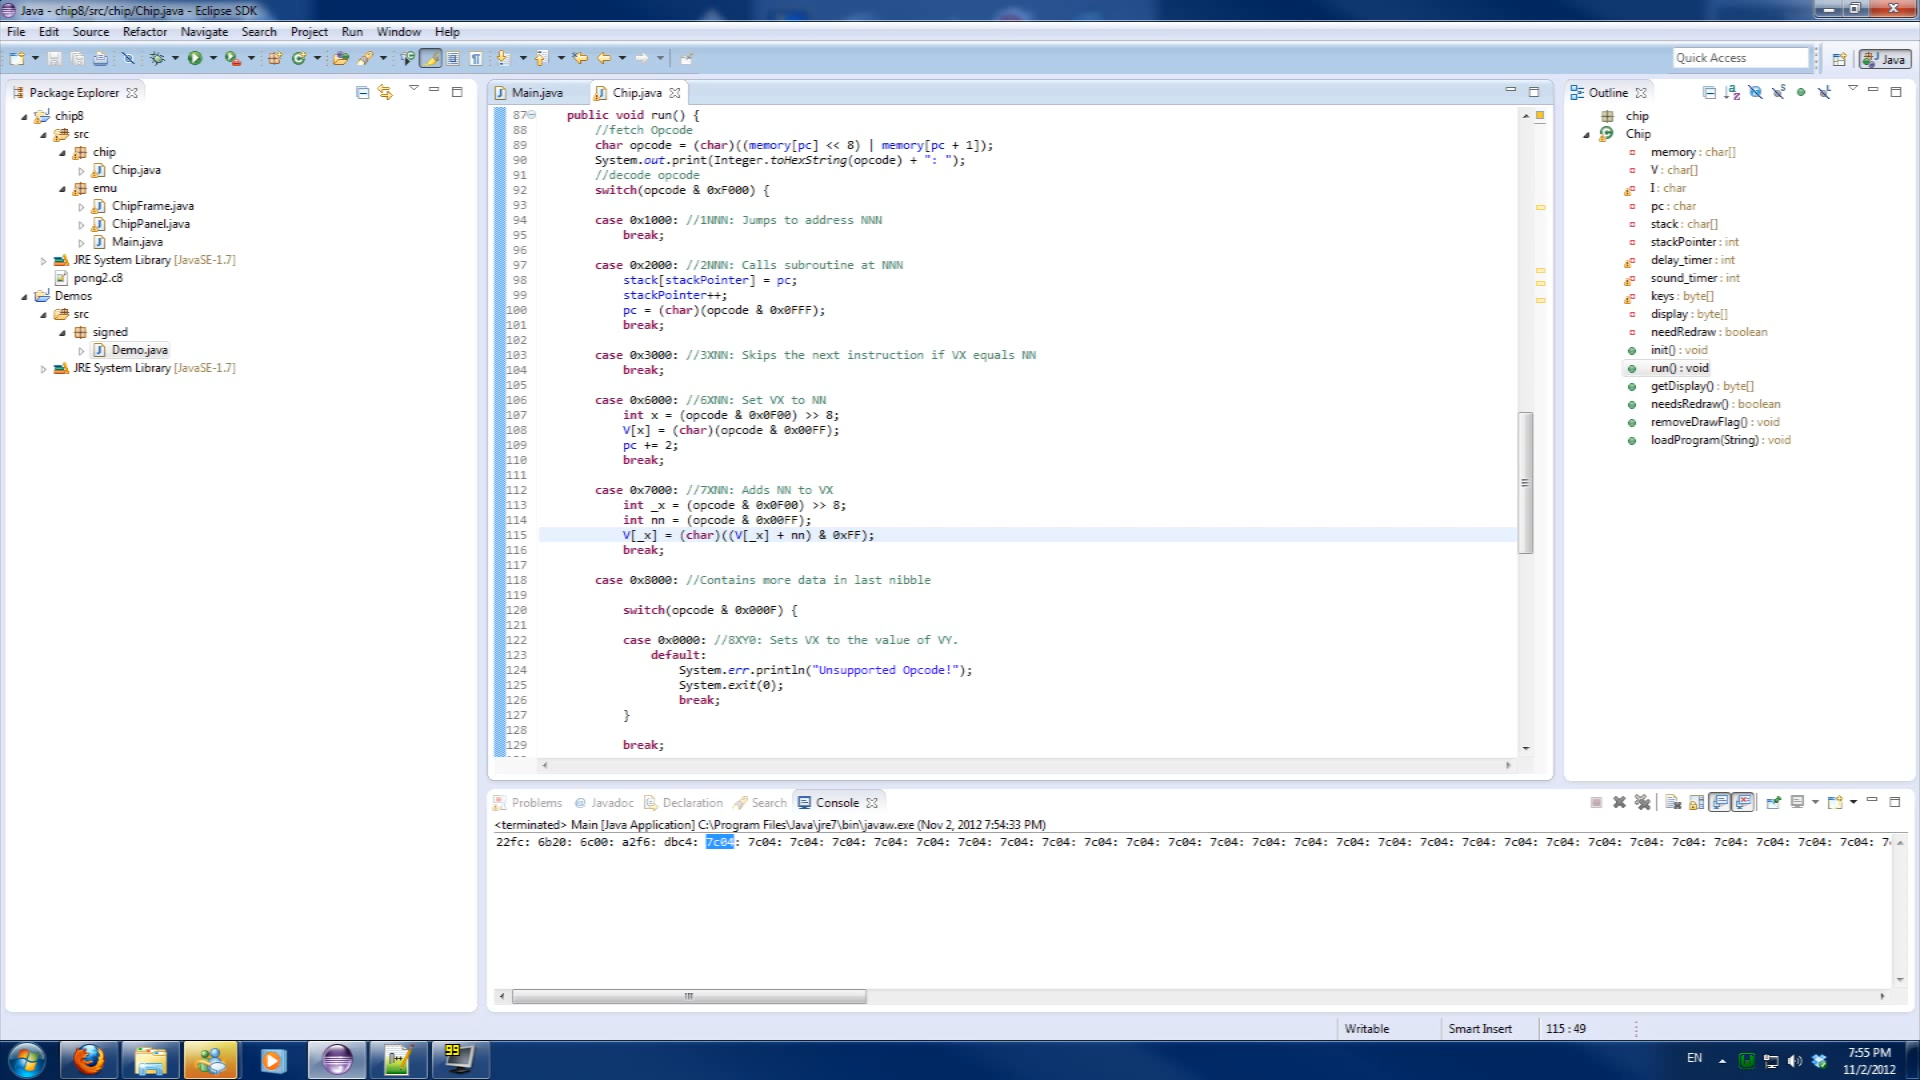 Java - chip8/src/chip/Chip.java - Eclipse SDK
File Edit Source Refactor Navigate Search Project Run Window Help
Quick Access
Java
Package Explorer
chip8
src
chip
Chip.java
emu
ChipFrame.java
ChipPanel.java
Main.java
JRE System Library [JavaSE-1.7]
pong2.c8
Demos
src
signed
Demo.java
JRE System Library [JavaSE-1.7]
Main.java Chip.java
87 public void run() {
88 //fetch Opcode
89 char opcode = (char)((memory[pc] << 8) | memory[pc + 1]);
90 System.out.print(Integer.toHexString(opcode) + ": ");
91 //decode opcode
92 switch(opcode & 0xF000) {
93
94 case 0x1000: //1NNN: Jumps to address NNN
95 break;
96
97 case 0x2000: //2NNN: Calls subroutine at NNN
98 stack[stackPointer] = pc;
99 stackPointer++;
100 pc = (char)(opcode & 0x0FFF);
101 break;
102
103 case 0x3000: //3XNN: Skips the next instruction if VX equals NN
104 break;
105
106 case 0x6000: //6XNN: Set VX to NN
107 int x = (opcode & 0x0F00) >> 8;
108 V[x] = (char)(opcode & 0x00FF);
109 pc += 2;
110 break;
111
112 case 0x7000: //7XNN: Adds NN to VX
113 int _x = (opcode & 0x0F00) >> 8;
114 int nn = (opcode & 0x00FF);
115 V[_x] = (char)((V[_x] + nn) & 0xFF);
116 break;
117
118 case 0x8000: //Contains more data in last nibble
119
120 switch(opcode & 0x000F) {
121
122 case 0x0000: //8XY0: Sets VX to the value of VY.
123 default:
124 System.err.println("Unsupported Opcode!");
125 System.exit(0);
126 break;
127 }
128
129 break;
Outline
chip
Chip
memory : char[]
V : char[]
I : char
pc : char
stack : char[]
stackPointer : int
delay_timer : int
sound_timer : int
keys : byte[]
display : byte[]
needRedraw : boolean
init() : void
run() : void
getDisplay() : byte[]
needsRedraw() : boolean
removeDrawFlag() : void
loadProgram(String) : void
Problems @ Javadoc Declaration Search Console
<terminated> Main [Java Application] C:\Program Files\Java\jre7\bin\javaw.exe (Nov 2, 2012 7:54:33 PM)
22fc: 6b20: 6c00: a2f6: dbc4: 7c04: 7c04: 7c04: 7c04: 7c04: 7c04: 7c04: 7c04: 7c04: 7c04: 7c04: 7c04: 7c04: 7c04: 7c04: 7c04: 7c04: 7c04: 7c04: 7c04: 7c04: 7c04: 7c04: 7c04: 7c04: 7c04: 7c04: 7c04: 7
Writable Smart Insert 115 : 49
99
EN
7:55 PM
11/2/2012